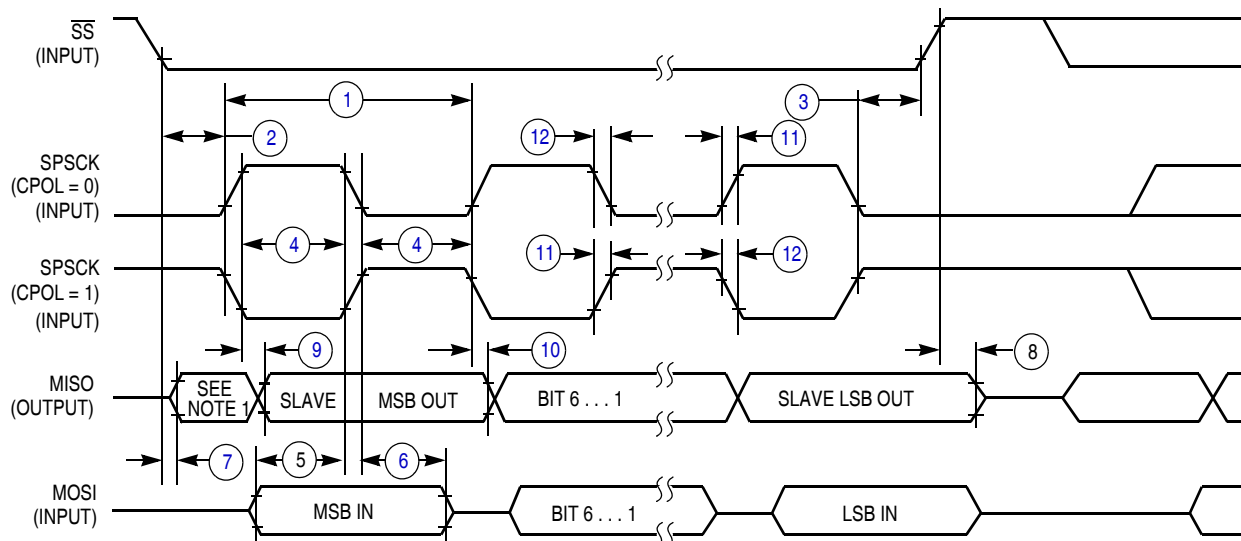 SS
(INPUT)
1
3
2
12
11
SPSCK
(CPOL = 0)
(INPUT)
4
4
11
12
SPSCK
(CPOL = 1)
(INPUT)
9
10
8
MISO
(OUTPUT)
SEE
NOTE 1
SLAVE
MSB OUT
BIT 6 . . . 1
SLAVE LSB OUT
7
5
6
MOSI
(INPUT)
MSB IN
BIT 6 . . . 1
LSB IN